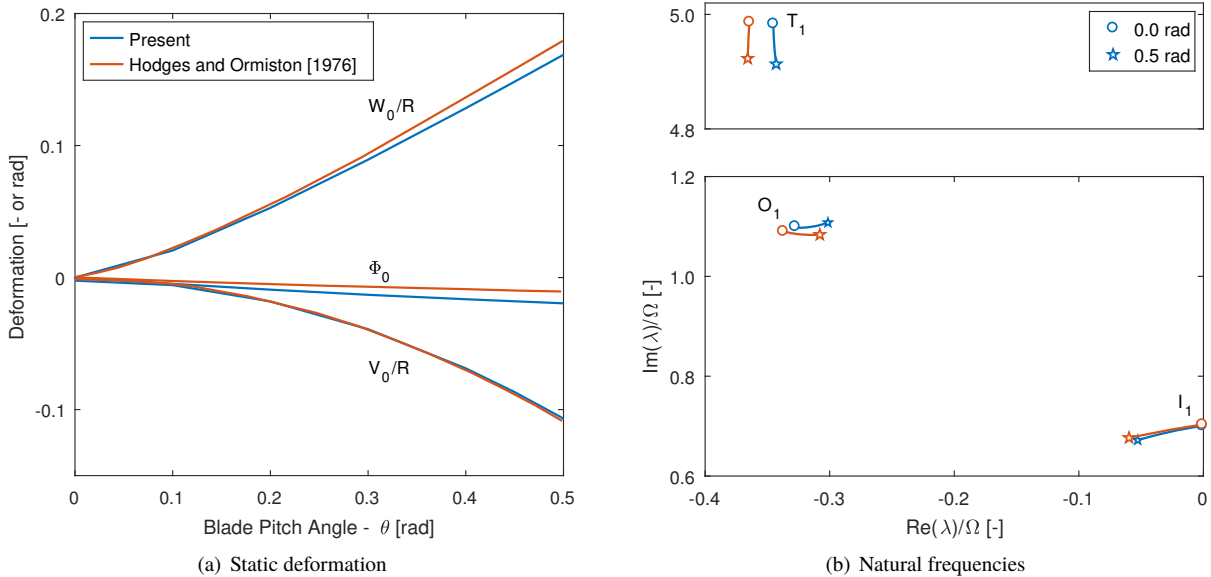 0.2
Present
Hodges and Ormiston [1976]
W0/R
0.1
Φ0
0
V0/R
-0.1
Deformation [- or rad]
0 0.1 0.2 0.3 0.4 0.5
Blade Pitch Angle - θ [rad]
(a) Static deformation
5.0
T1
0.0 rad
0.5 rad
4.8
1.2
O1
1.0
0.8
I1
0.6
Im(λ)/Ω [-]
-0.4 -0.3 -0.2 -0.1 0
Re(λ)/Ω [-]
(b) Natural frequencies